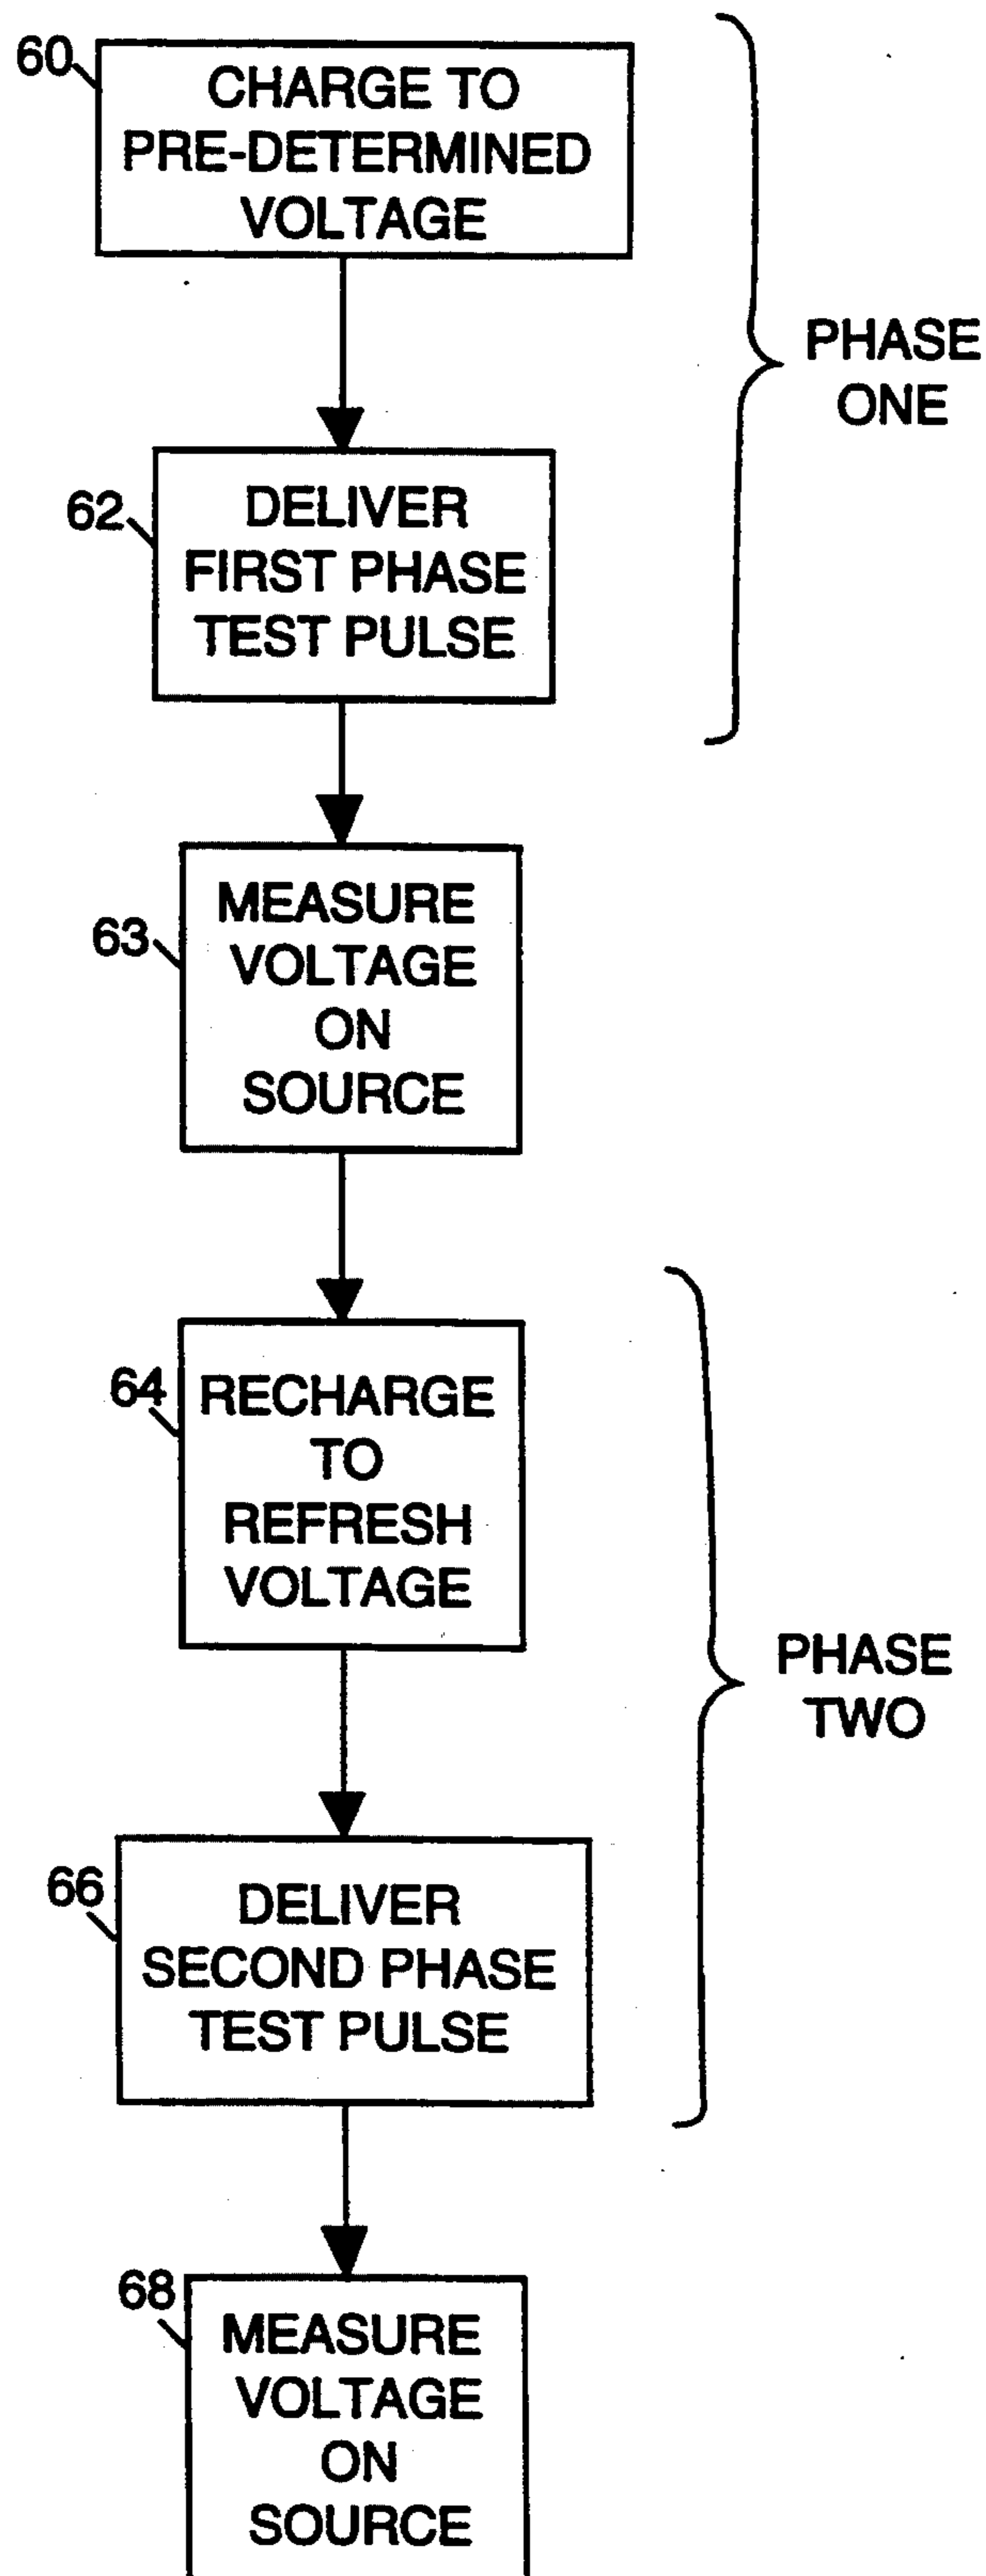 60
CHARGE TO
PRE-DETERMINED
VOLTAGE
PHASE
ONE
62
DELIVER
FIRST PHASE
TEST PULSE
63
MEASURE
VOLTAGE
ON
SOURCE
64
RECHARGE
TO
REFRESH
VOLTAGE
PHASE
TWO
66
DELIVER
SECOND PHASE
TEST PULSE
68
MEASURE
VOLTAGE
ON
SOURCE